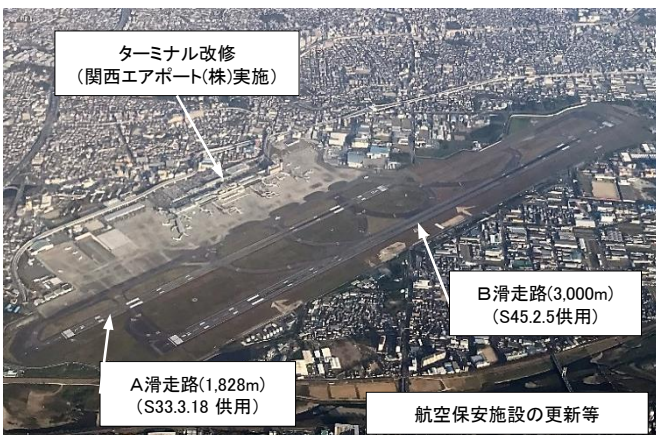 ターミナル改修
(関西エアポート(株)実施)
B滑走路(3,000m)
(S45.2.5供用)
A滑走路(1,828m)
(S33.3.18 供用)
航空保安施設の更新等